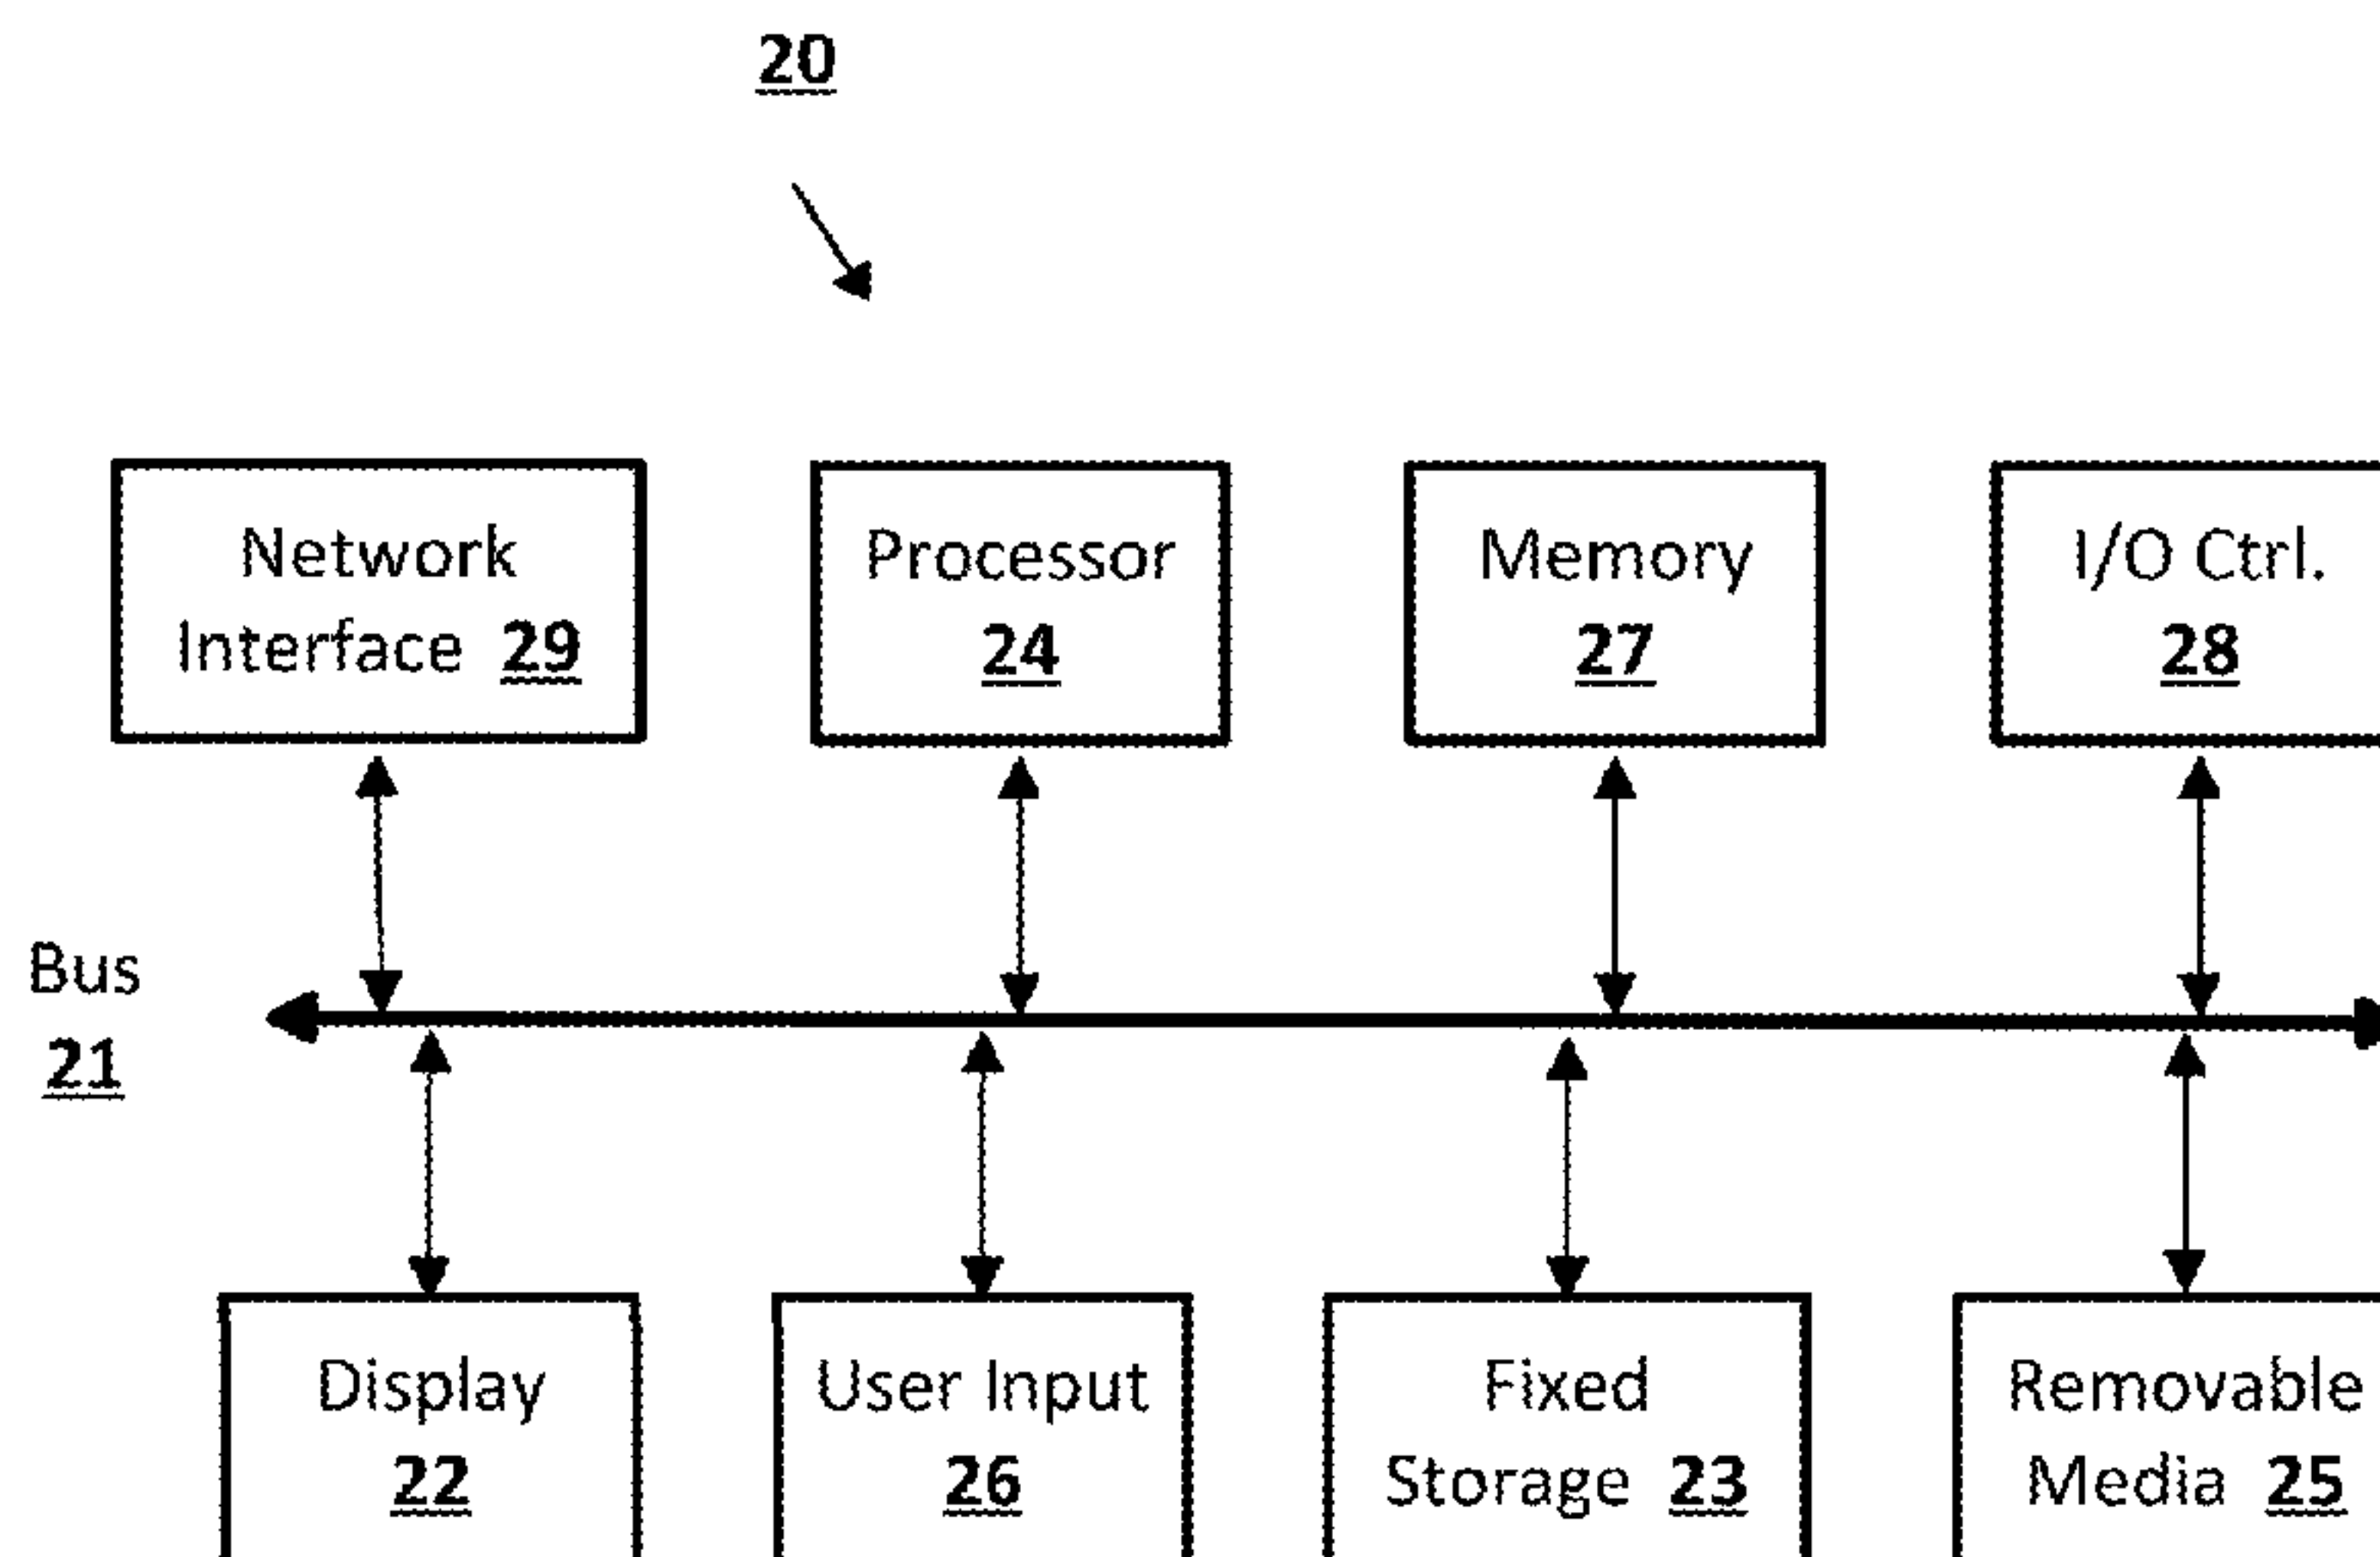 20
Network
Interface 29
Processor
24
Memory
27
I/O Ctrl.
28
Bus
21
Display
22
User Input
26
Fixed
Storage 23
Removable
Media 25